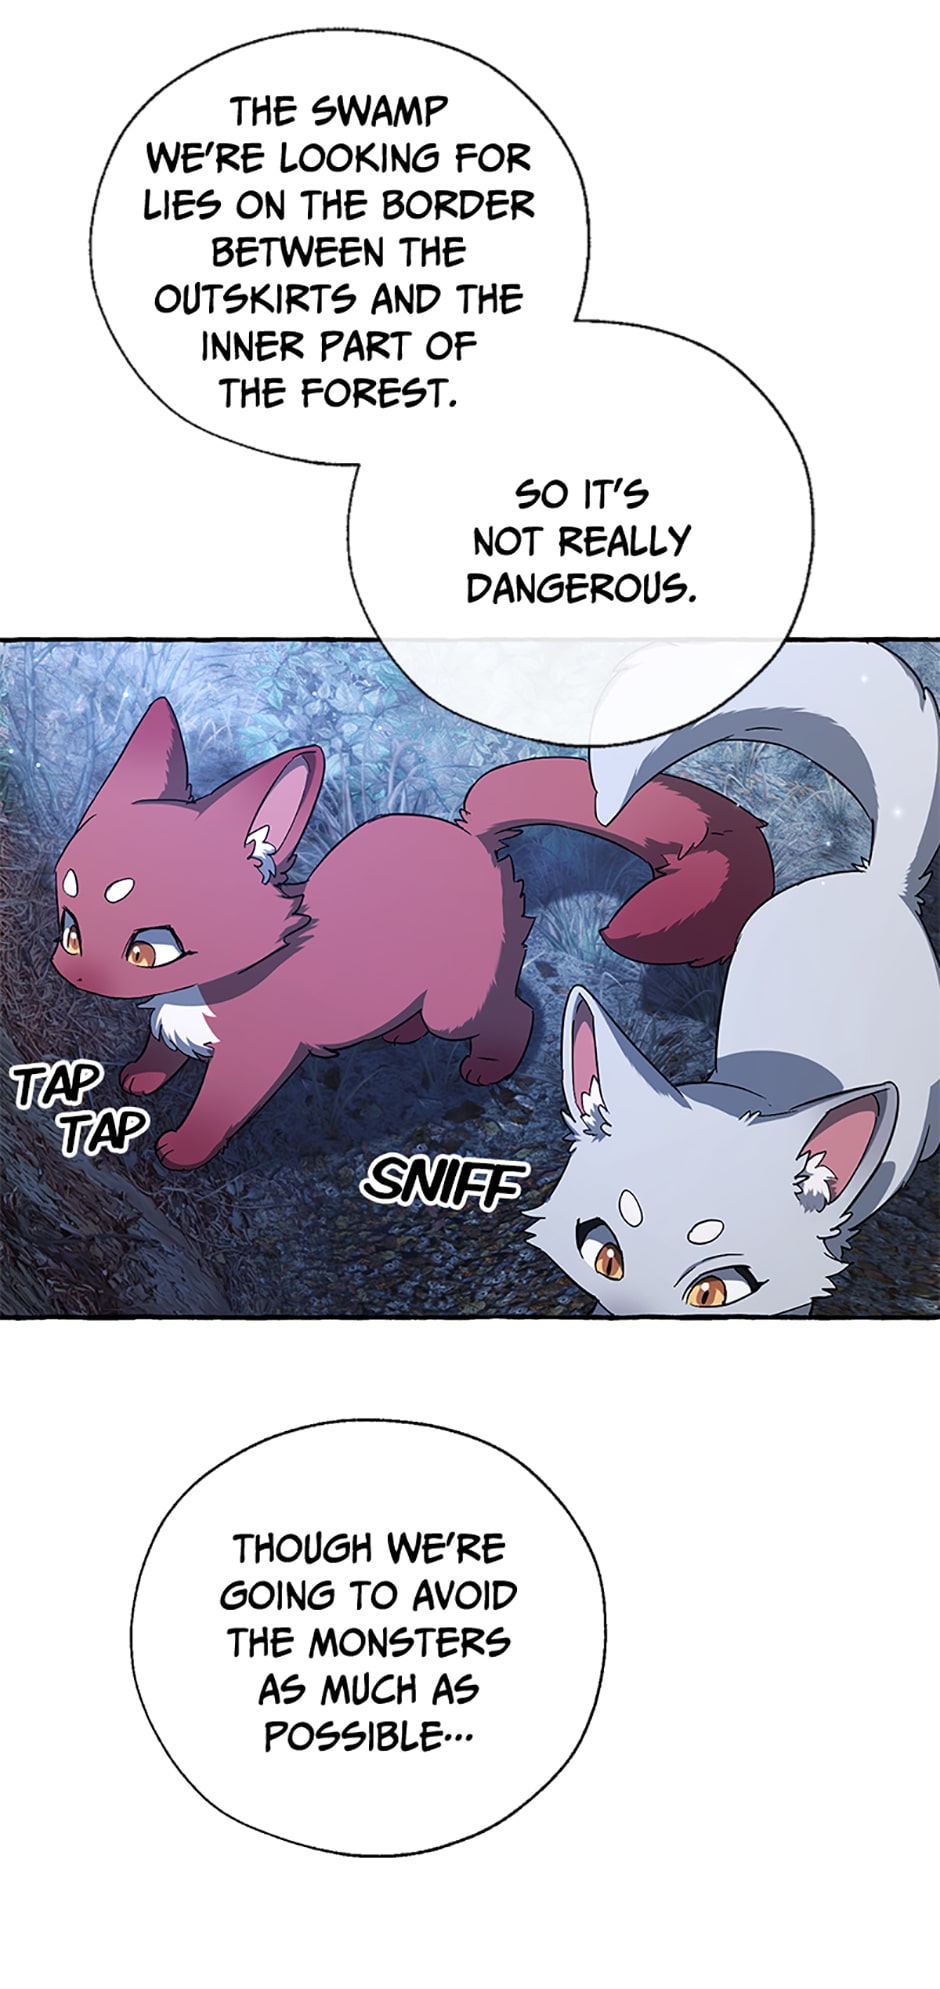 THE SWAMP
WE'RE LOOKING FOR
LIES ON THE BORDER
BETWEEN THE
OUTSKIRTS AND THE
INNER PART OF
THE FOREST.
SO IT'S
NOT REALLY
DANGEROUS.
TAP
TAP
SNIFF
THOUGH WE'RE
GOING TO AVOID
THE MONSTERS
AS MUCH AS
POSSIBLE...